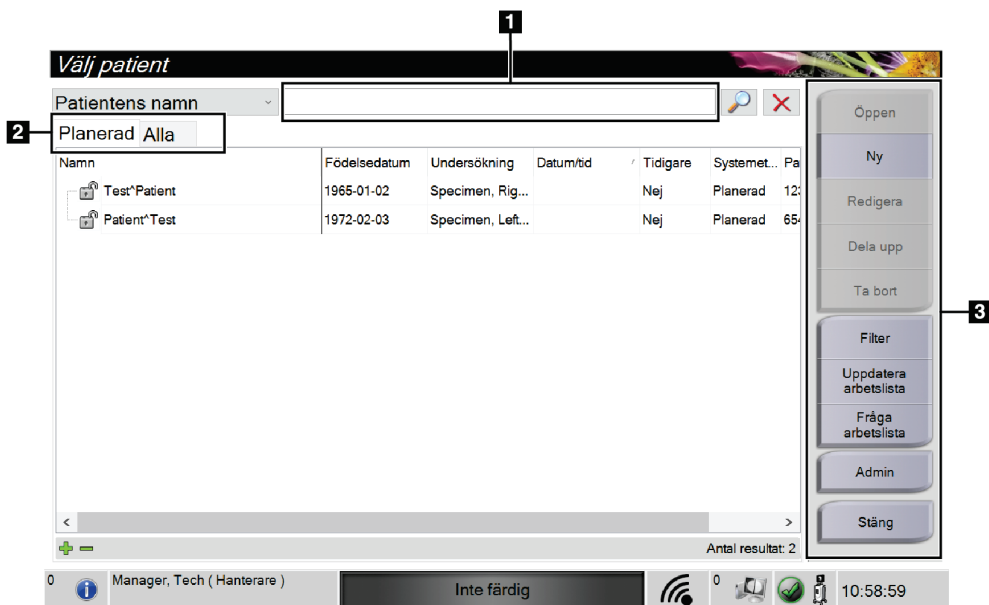 1
Välj patient
Patientens namn
Öppen
2
Planerad Alla
Ny
Namn Födelsedatum Undersökning Datum/tid Tidigare Systemet... Pa
Test^Patient 1965-01-02 Specimen, Rig... Nej Planerad 123
Patient^Test 1972-02-03 Specimen, Left... Nej Planerad 654
Redigera
Dela upp
Ta bort
3
Filter
Uppdatera
arbetslista
Fråga
arbetslista
Admin
Stäng
Antal resultat: 2
0 Manager, Tech ( Hanterare ) Inte färdig 0 10:58:59